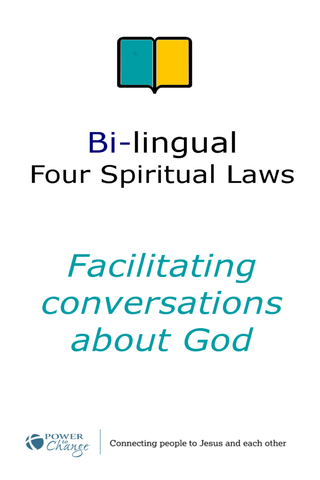 Bi-lingual
Four Spiritual Laws
Facilitating
conversations
about God
POWER
to
Change
Connecting people to Jesus and each other